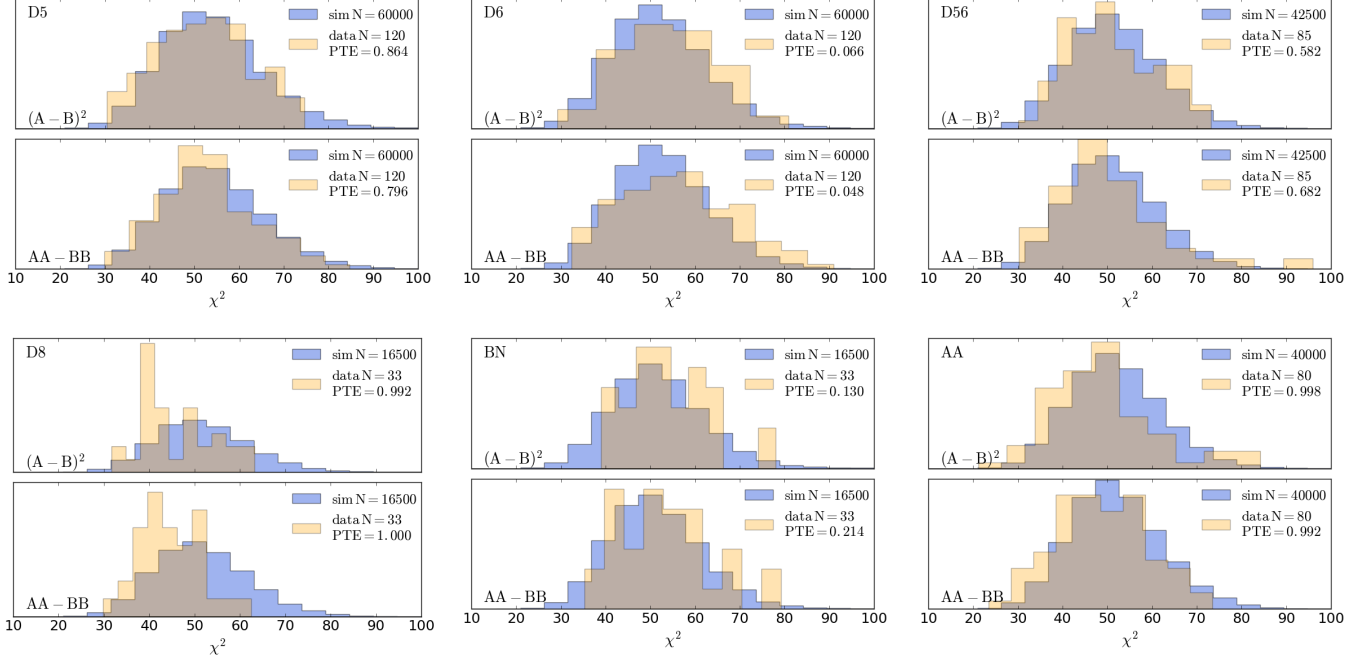 D5
sim N = 60000
data N = 120
PTE = 0.864
(A − B)²
sim N = 60000
data N = 120
PTE = 0.796
AA − BB
10 20 30 40 50 60 70 80 90 100
χ²
D6
sim N = 60000
data N = 120
PTE = 0.066
(A − B)²
sim N = 60000
data N = 120
PTE = 0.048
AA − BB
10 20 30 40 50 60 70 80 90 100
χ²
D56
sim N = 42500
data N = 85
PTE = 0.582
(A − B)²
sim N = 42500
data N = 85
PTE = 0.682
AA − BB
10 20 30 40 50 60 70 80 90 100
χ²
D8
sim N = 16500
data N = 33
PTE = 0.992
(A − B)²
sim N = 16500
data N = 33
PTE = 1.000
AA − BB
10 20 30 40 50 60 70 80 90 100
χ²
BN
sim N = 16500
data N = 33
PTE = 0.130
(A − B)²
sim N = 16500
data N = 33
PTE = 0.214
AA − BB
10 20 30 40 50 60 70 80 90 100
χ²
AA
sim N = 40000
data N = 80
PTE = 0.998
(A − B)²
sim N = 40000
data N = 80
PTE = 0.992
AA − BB
10 20 30 40 50 60 70 80 90 100
χ²